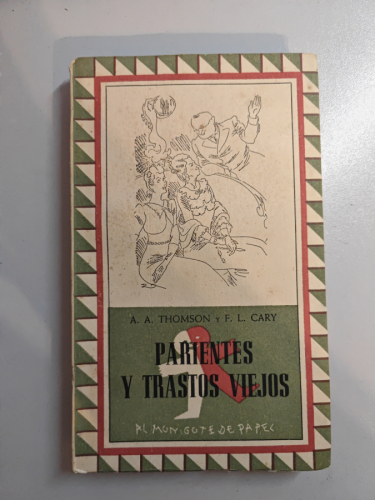 A. A. THOMSON Y F. L. CARY
PARIENTES
Y TRASTOS VIEJOS
AL MONIGOTE DE PAPEL